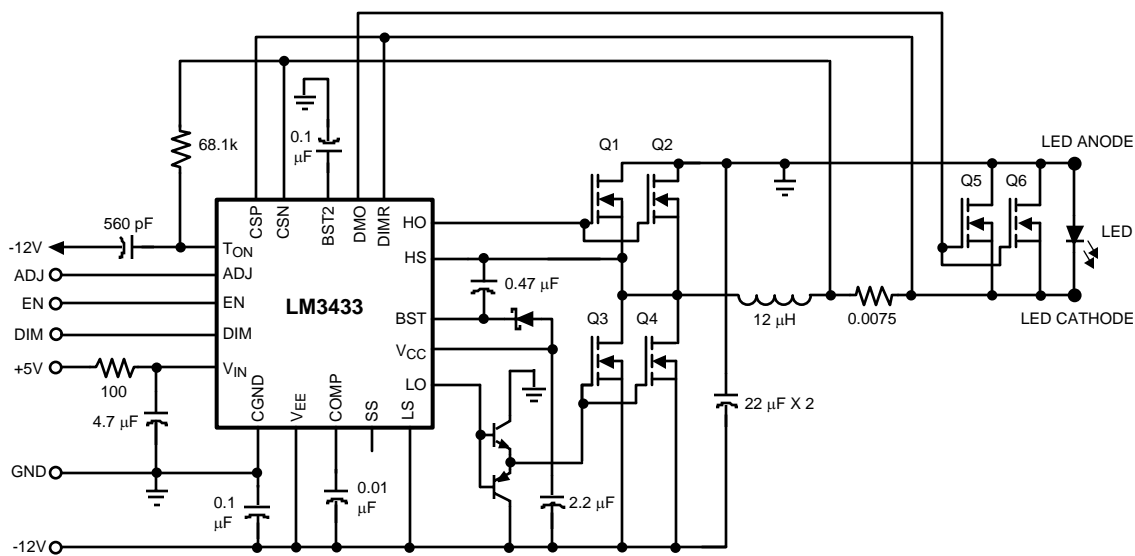 68.1k
0.1
μF
560 pF
-12V
ADJ
EN
DIM
+5V
100
4.7 μF
GND
-12V
CSP
CSN
BST2
DMO
DIMR
TON
ADJ
EN
DIM
VIN
LM3433
HO
HS
BST
VCC
LO
CGND
VEE
COMP
SS
LS
0.1
μF
0.01
μF
2.2 μF
0.47 μF
Q1
Q2
Q3
Q4
12 μH
0.0075
22 μF X 2
Q5
Q6
LED ANODE
LED
LED CATHODE